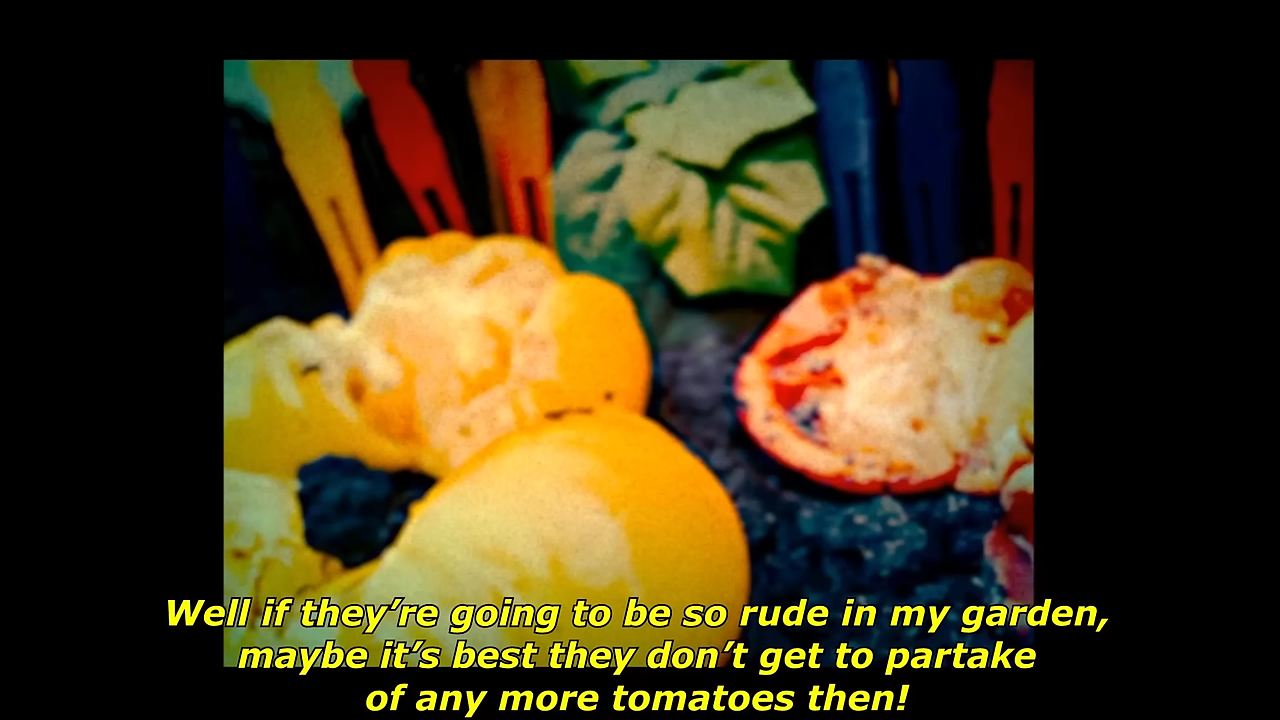 Well if they’re going to be so rude in my garden,
maybe it’s best they don’t get to partake
of any more tomatoes then!